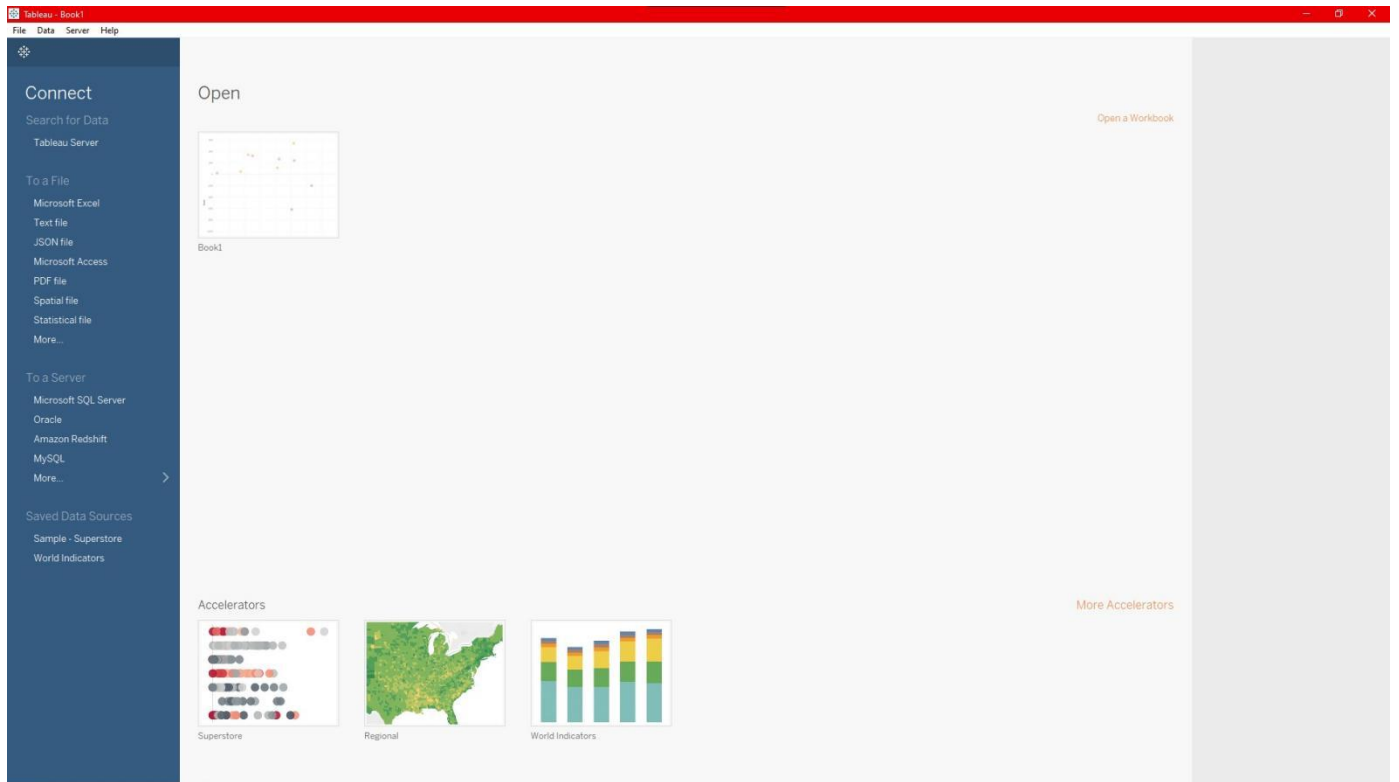 Tableau - Book1
File Data Server Help
Connect
Search for Data
Tableau Server
To a File
Microsoft Excel
Text file
JSON file
Microsoft Access
PDF file
Spatial file
Statistical file
More...
To a Server
Microsoft SQL Server
Oracle
Amazon Redshift
MySQL
More...
Saved Data Sources
Sample - Superstore
World Indicators
Open
Open a Workbook
Book1
Accelerators
More Accelerators
Superstore
Regional
World Indicators